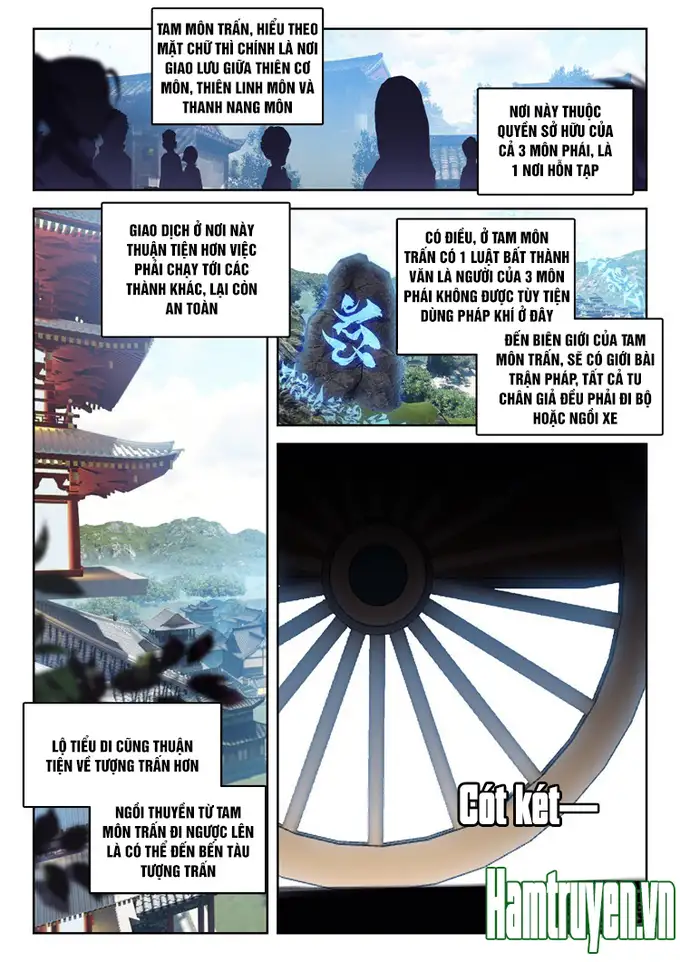 TAM MÔN TRẤN, HIỂU THEO
MẶT CHỮ THÌ CHÍNH LÀ NƠI
GIAO LƯU GIỮA THIÊN CƠ
MÔN, THIÊN LINH MÔN VÀ
THANH NANG MÔN
NƠI NÀY THUỘC
QUYỀN SỞ HỮU CỦA
CẢ 3 MÔN PHÁI, LÀ
1 NƠI HỖN TẠP
GIAO DỊCH Ở NƠI NÀY
THUẬN TIỆN HƠN VIỆC
PHẢI CHẠY TỚI CÁC
THÀNH KHÁC, LẠI CÒN
AN TOÀN
CÓ ĐIỀU, Ở TAM MÔN
TRẤN CÓ 1 LUẬT BẤT THÀNH
VĂN LÀ NGƯỜI CỦA 3 MÔN
PHÁI KHÔNG ĐƯỢC TÙY TIỆN
DÙNG PHÁP KHÍ Ở ĐÂY
ĐẾN BIÊN GIỚI CỦA TAM
MÔN TRẤN, SẼ CÓ GIỚI BÀI
TRẬN PHÁP, TẤT CẢ TU
CHÂN GIẢ ĐỀU PHẢI ĐI BỘ
HOẶC NGỒI XE
LỘ TIỂU DI CŨNG THUẬN
TIỆN VỀ TƯỢNG TRẤN HƠN
NGỒI THUYỀN TỪ TAM
MÔN TRẤN ĐI NGƯỢC LÊN
LÀ CÓ THỂ ĐẾN BẾN TÀU
TƯỢNG TRẤN
Cót két—
Hamtruyen.vn